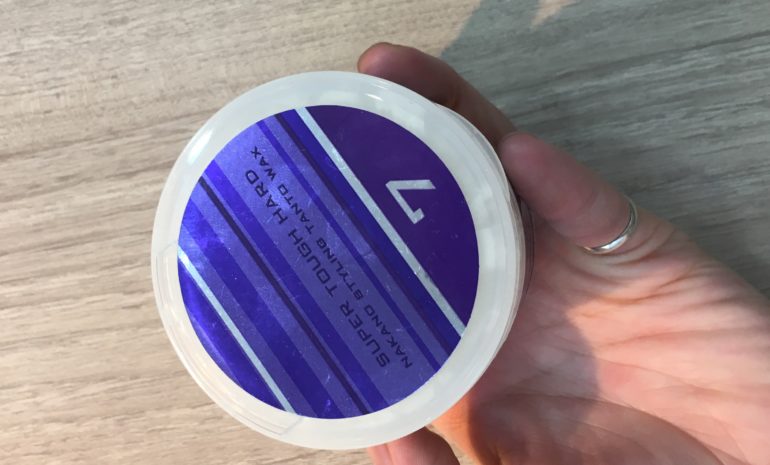 7
SUPER TOUGH HARD
NAKANO STYLING TANTO WAX